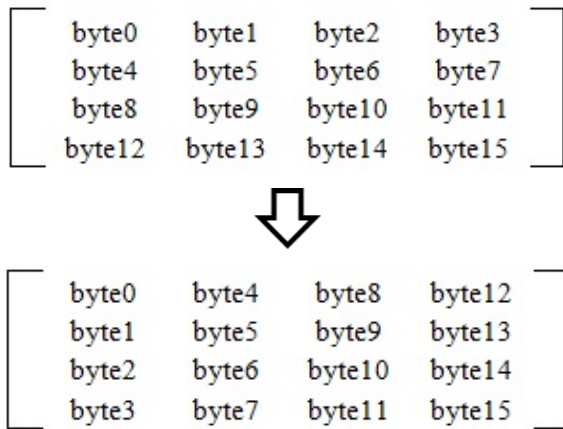 byte0 byte1 byte2 byte3
byte4 byte5 byte6 byte7
byte8 byte9 byte10 byte11
byte12 byte13 byte14 byte15
byte0 byte4 byte8 byte12
byte1 byte5 byte9 byte13
byte2 byte6 byte10 byte14
byte3 byte7 byte11 byte15